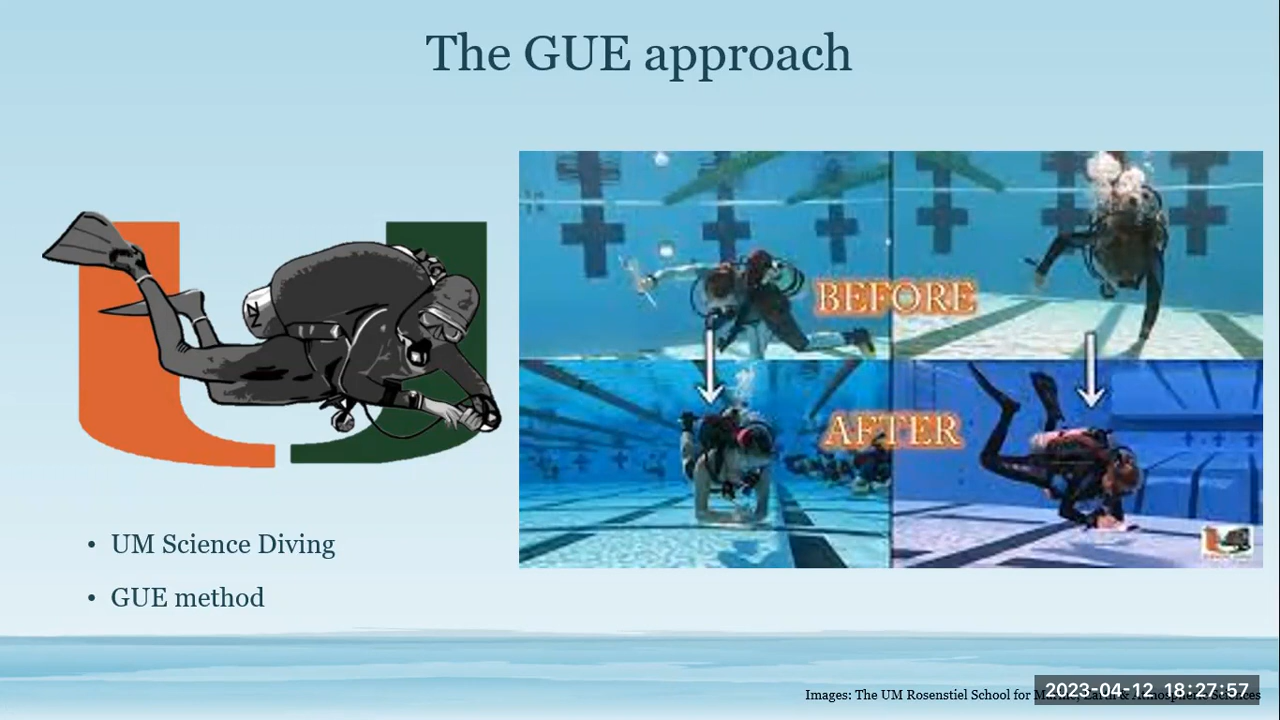 The GUE approach
BEFORE
AFTER
• UM Science Diving
• GUE method
Images: The UM Rosenstiel School for Marine, Earth & Atmospheric Sciences
2023-04-12 18:27:57